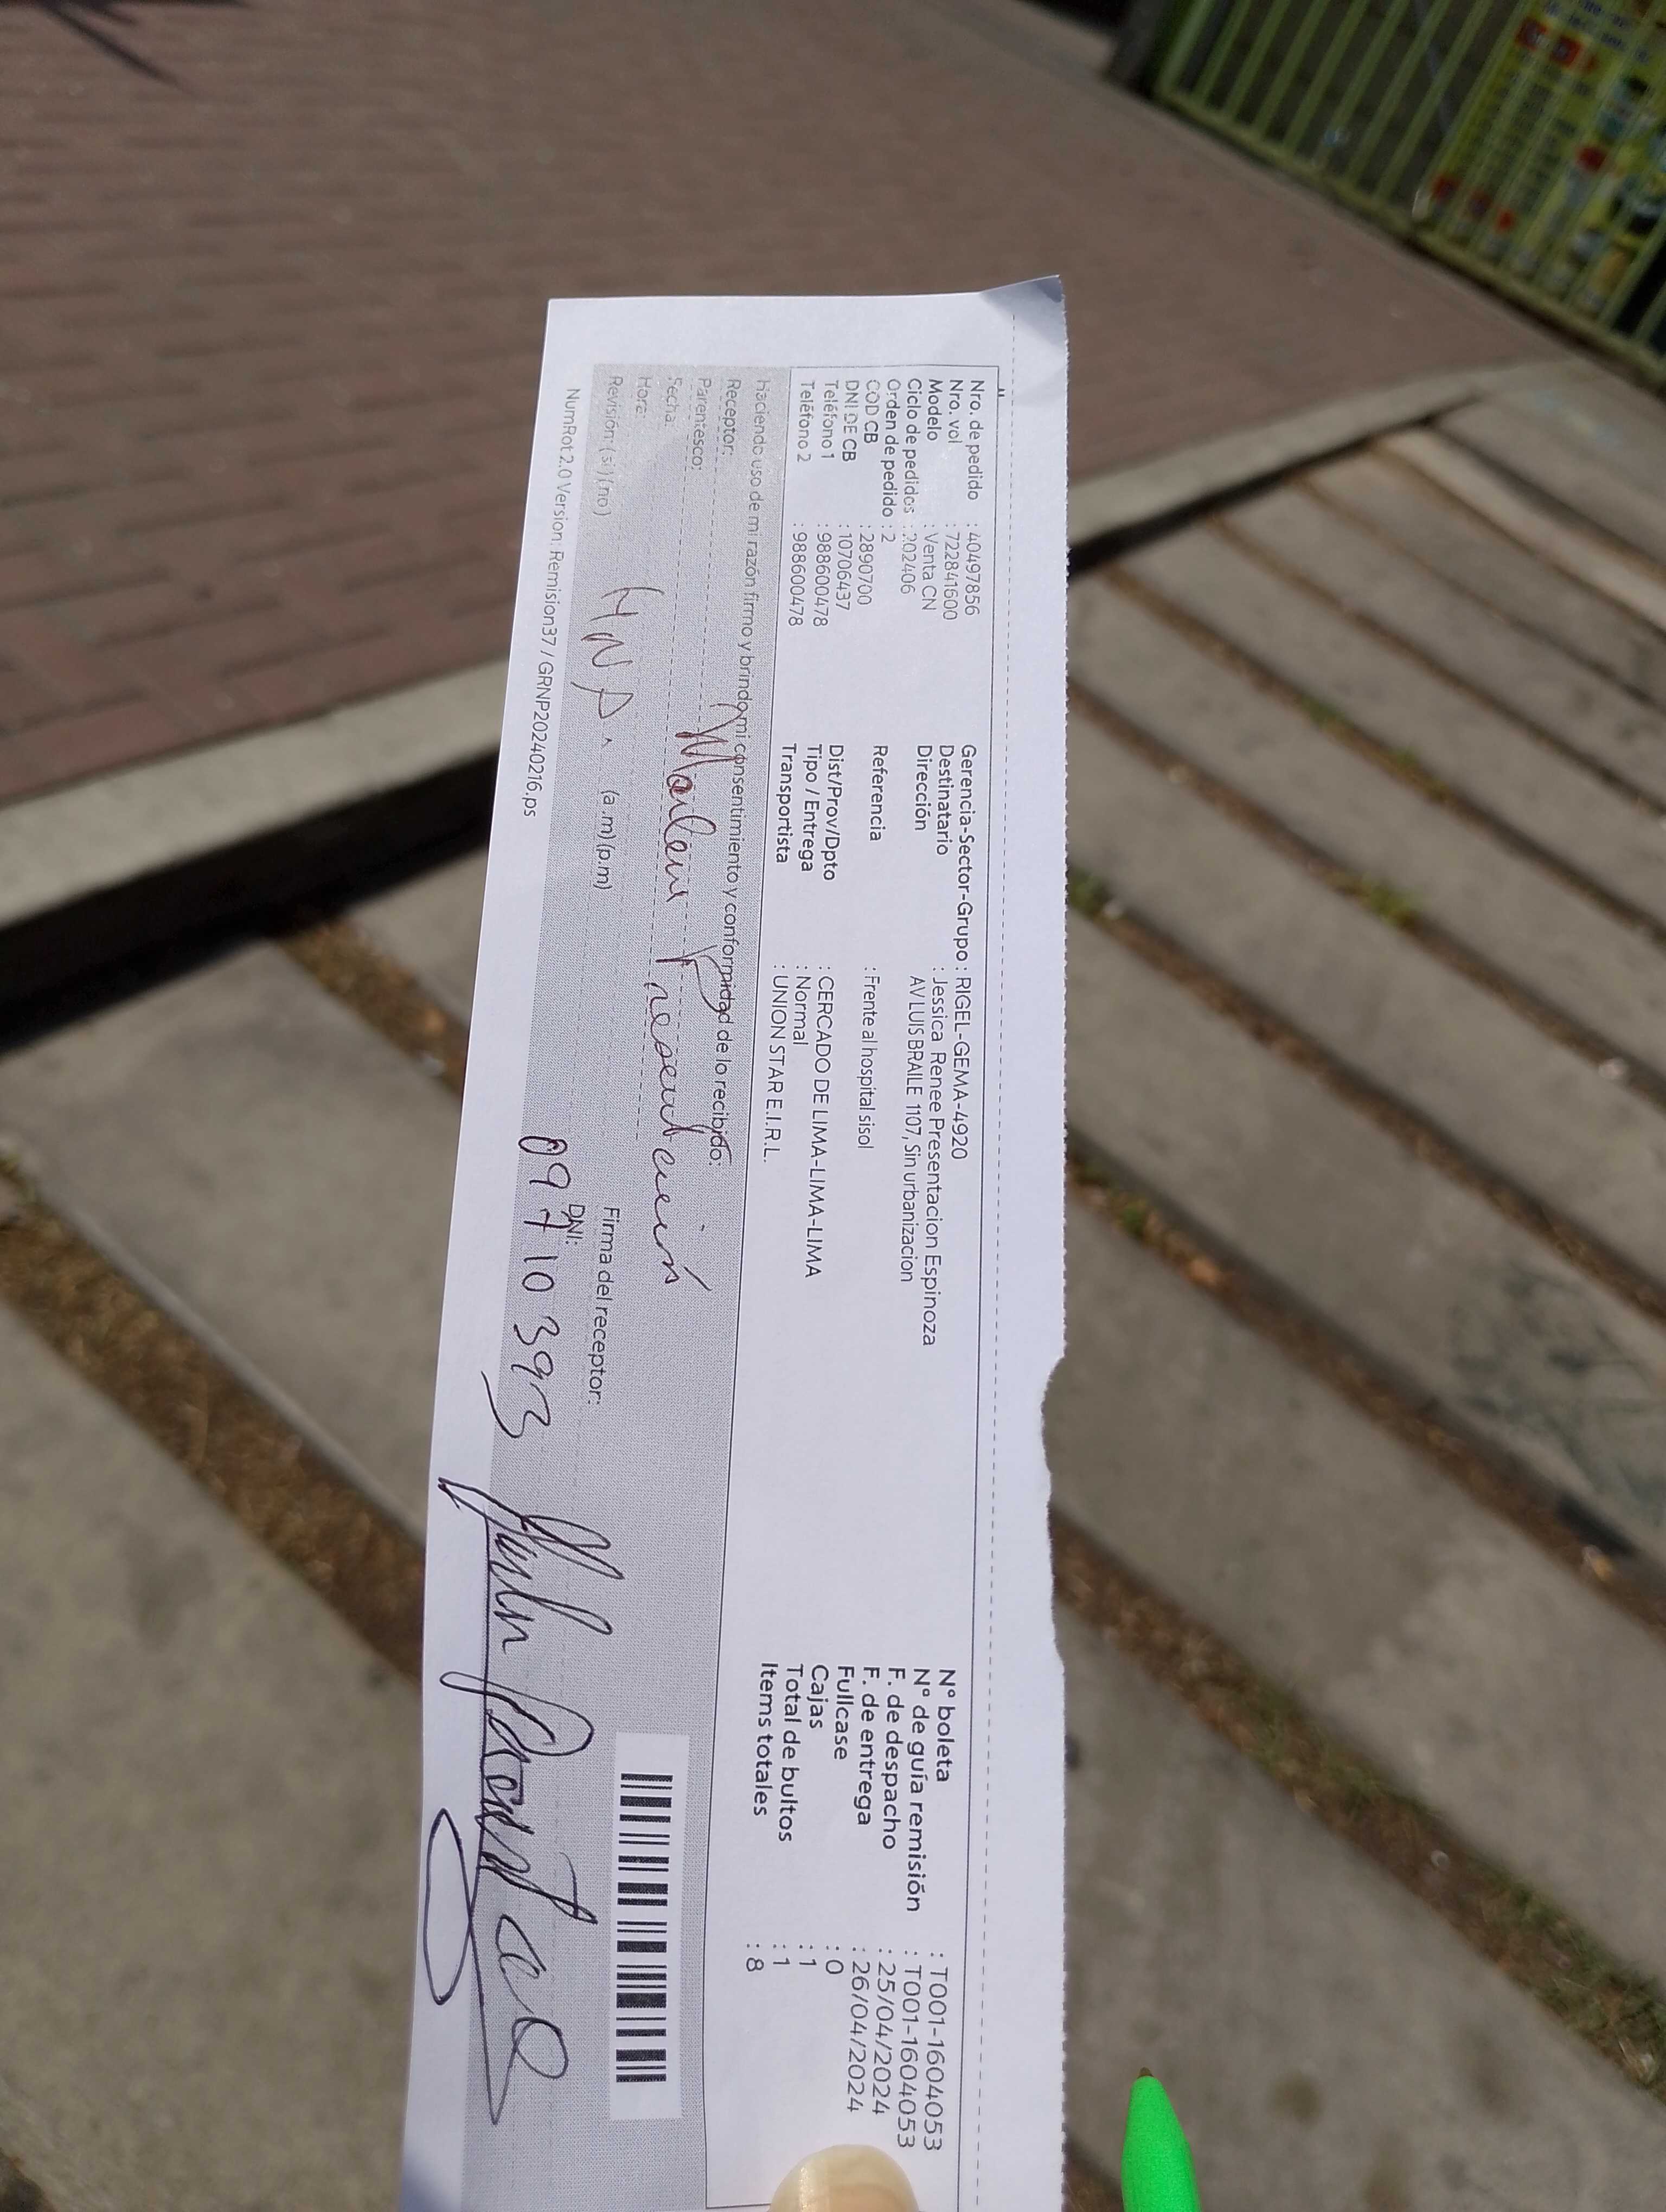 Nro. de pedido : 40497856
Nro. vol : 722841600
Modelo : Venta CN
Ciclo de pedidos : 202406
Orden de pedido : 2
COD CB : 2890700
DNI DE CB : 10706437
Teléfono 1 : 988600478
Teléfono 2 : 988600478
Gerencia-Sector-Grupo : RIGEL-GEMA-4920
Destinatario : Jessica Renee Presentacion Espinoza
Dirección AV LUIS BRAILE 1107, Sin urbanizacion
Referencia : Frente al hospital sisol
Dist/Prov/Dpto : CERCADO DE LIMA-LIMA-LIMA
Tipo / Entrega : Normal
Transportista : UNION STAR E.I.R.L.
N° boleta : T001-1604053
N° de guía remisión : T001-1604053
F. de despacho : 25/04/2024
F. de entrega : 26/04/2024
Fullcase : 0
Cajas : 1
Total de bultos : 1
Items totales : 8
Haciendo uso de mi razón firmo y brindo mi consentimiento y conformidad de lo recibido:
Receptor: Marleni Presentación
Parentesco:
Fecha:
Hora: (a.m)(p.m)
Revisión: (si) (no)
Firma del receptor:
DNI: 09710393
NumRot 2.0 Version: Remision37 / GRNP20240216.ps